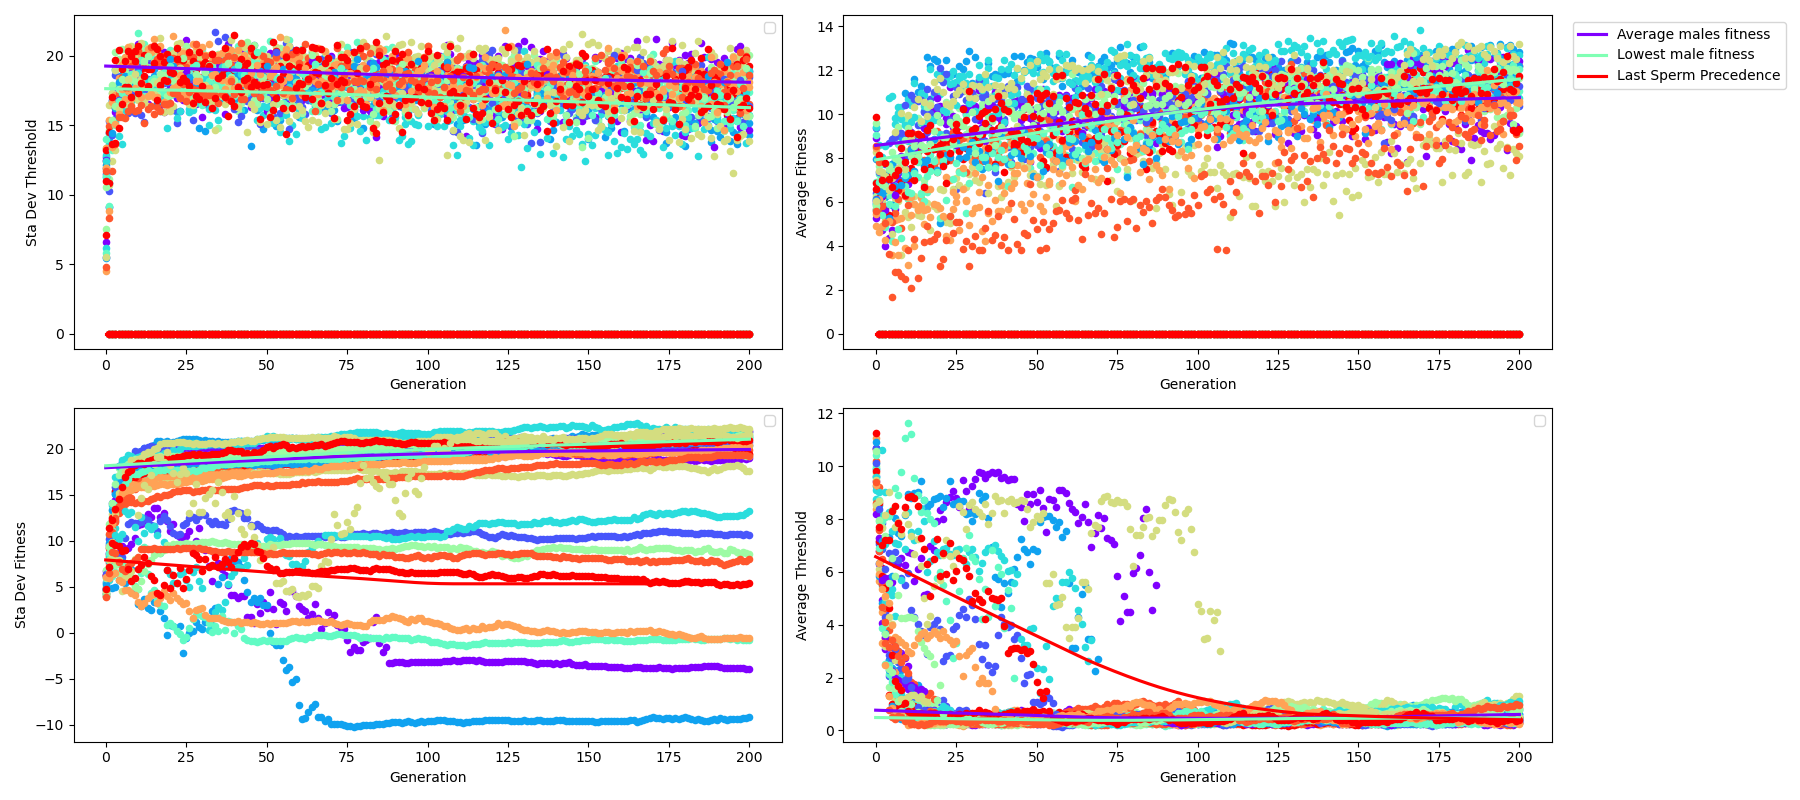 20
15
10
5
0
Sta Dev Threshold
0 25 50 75 100 125 150 175 200
Generation
14
12
10
8
6
4
2
0
Average Fitness
0 25 50 75 100 125 150 175 200
Generation
Average males fitness
Lowest male fitness
Last Sperm Precedence
20
15
10
5
0
−5
−10
Sta Dev Fitness
0 25 50 75 100 125 150 175 200
Generation
12
10
8
6
4
2
0
Average Threshold
0 25 50 75 100 125 150 175 200
Generation